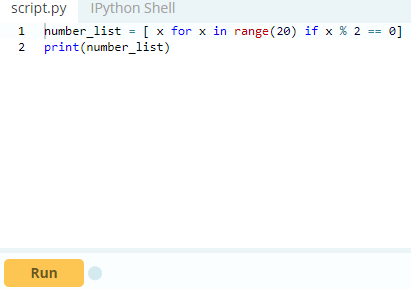 script.py IPython Shell
1 number_list = [ x for x in range(20) if x % 2 == 0]
2 print(number_list)
Run